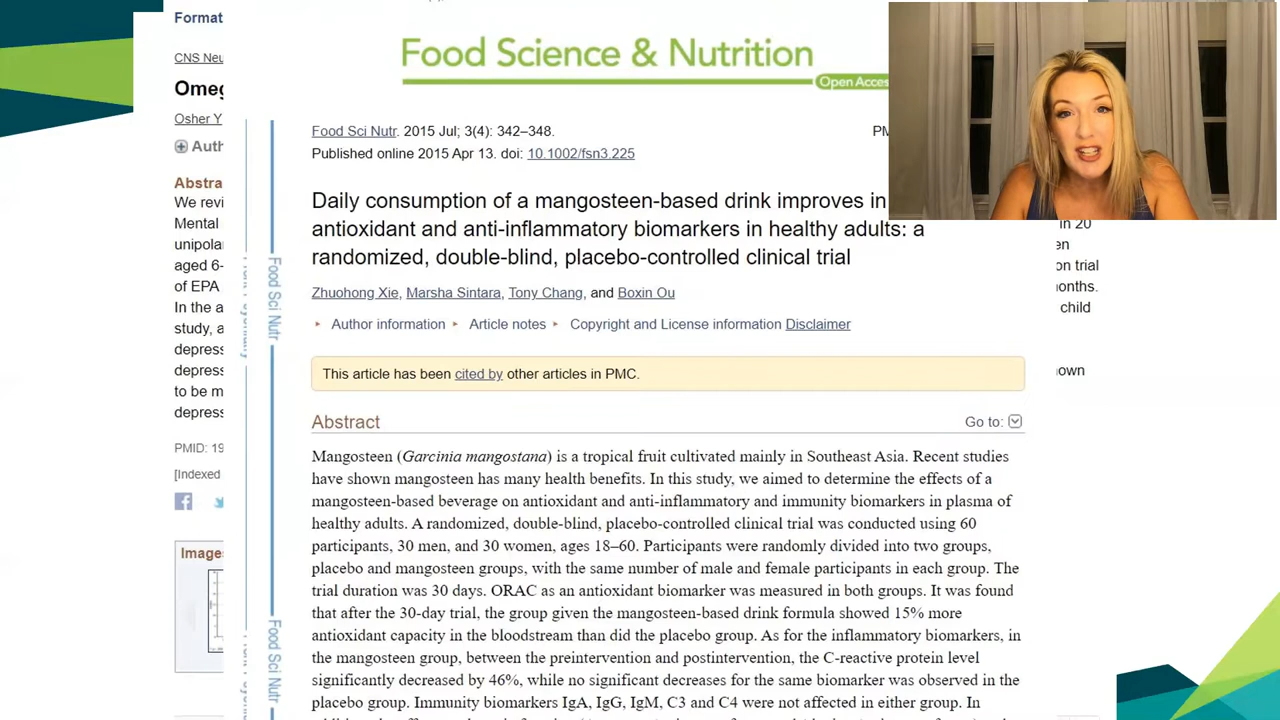 Format
CNS Neu
Omeg
Osher Y
Auth
Abstra
We revi
Mental
unipola
aged 6-
of EPA
In the a
study, a
depress
depress
to be m
depress
PMID: 19
[Indexed
Images
Food Sci Nutr
Food Sci Nutr
Food Science & Nutrition
Open Acces
Food Sci Nutr. 2015 Jul; 3(4): 342–348.
PM
Published online 2015 Apr 13. doi: 10.1002/fsn3.225
Daily consumption of a mangosteen-based drink improves in
antioxidant and anti-inflammatory biomarkers in healthy adults: a
randomized, double-blind, placebo-controlled clinical trial
Zhuohong Xie, Marsha Sintara, Tony Chang, and Boxin Ou
Author information Article notes Copyright and License information Disclaimer
This article has been cited by other articles in PMC.
Abstract
Go to:
Mangosteen (Garcinia mangostana) is a tropical fruit cultivated mainly in Southeast Asia. Recent studies
have shown mangosteen has many health benefits. In this study, we aimed to determine the effects of a
mangosteen-based beverage on antioxidant and anti-inflammatory and immunity biomarkers in plasma of
healthy adults. A randomized, double-blind, placebo-controlled clinical trial was conducted using 60
participants, 30 men, and 30 women, ages 18–60. Participants were randomly divided into two groups,
placebo and mangosteen groups, with the same number of male and female participants in each group. The
trial duration was 30 days. ORAC as an antioxidant biomarker was measured in both groups. It was found
that after the 30-day trial, the group given the mangosteen-based drink formula showed 15% more
antioxidant capacity in the bloodstream than did the placebo group. As for the inflammatory biomarkers, in
the mangosteen group, between the preintervention and postintervention, the C-reactive protein level
significantly decreased by 46%, while no significant decreases for the same biomarker was observed in the
placebo group. Immunity biomarkers IgA, IgG, IgM, C3 and C4 were not affected in either group. In
in 20
en
on trial
onths.
child
own